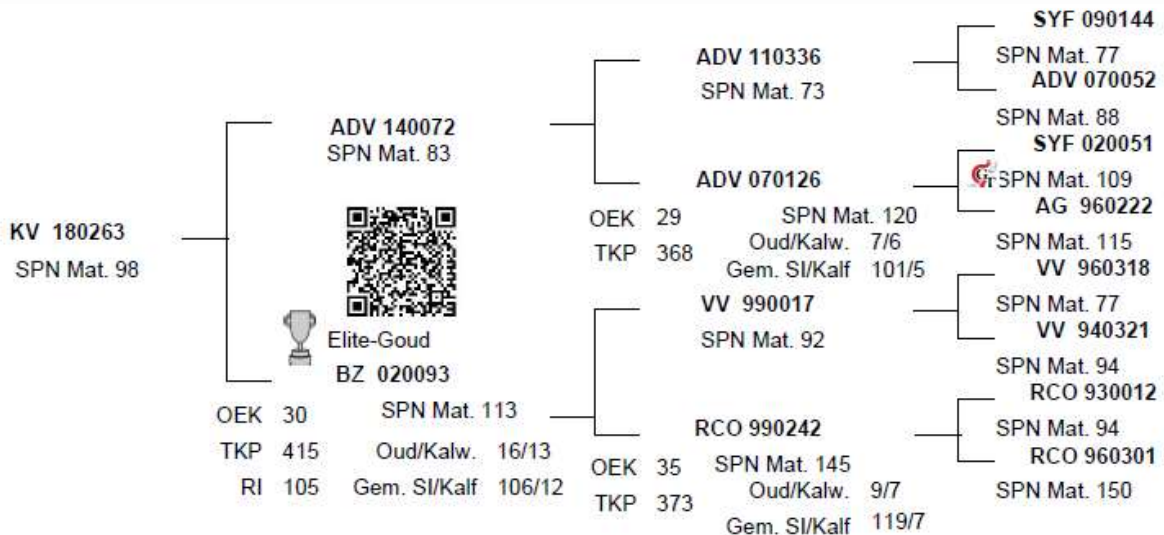 KV 180263
SPN Mat. 98
ADV 140072
SPN Mat. 83
Elite-Goud
BZ 020093
OEK 30 SPN Mat. 113
TKP 415 Oud/Kalw. 16/13
RI 105 Gem. SI/Kalf 106/12
ADV 110336
SPN Mat. 73
ADV 070126
OEK 29 SPN Mat. 120
TKP 368 Oud/Kalw. 7/6
Gem. SI/Kalf 101/5
VV 990017
SPN Mat. 92
RCO 990242
OEK 35 SPN Mat. 145
TKP 373 Oud/Kalw. 9/7
Gem. SI/Kalf 119/7
SYF 090144
SPN Mat. 77
ADV 070052
SPN Mat. 88
SYF 020051
SPN Mat. 109
AG 960222
SPN Mat. 115
VV 960318
SPN Mat. 77
VV 940321
SPN Mat. 94
RCO 930012
SPN Mat. 94
RCO 960301
SPN Mat. 150